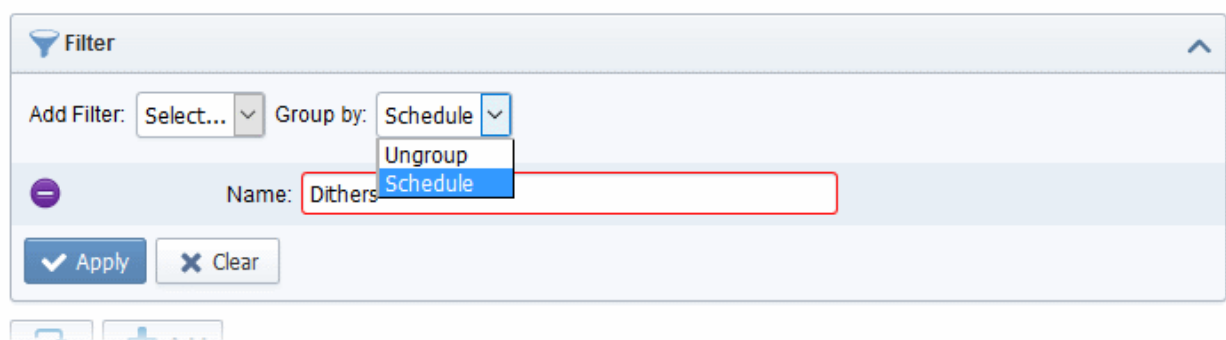 Filter
Add Filter: Select... Group by: Schedule
Ungroup
Schedule
Name: Dithers
Apply Clear